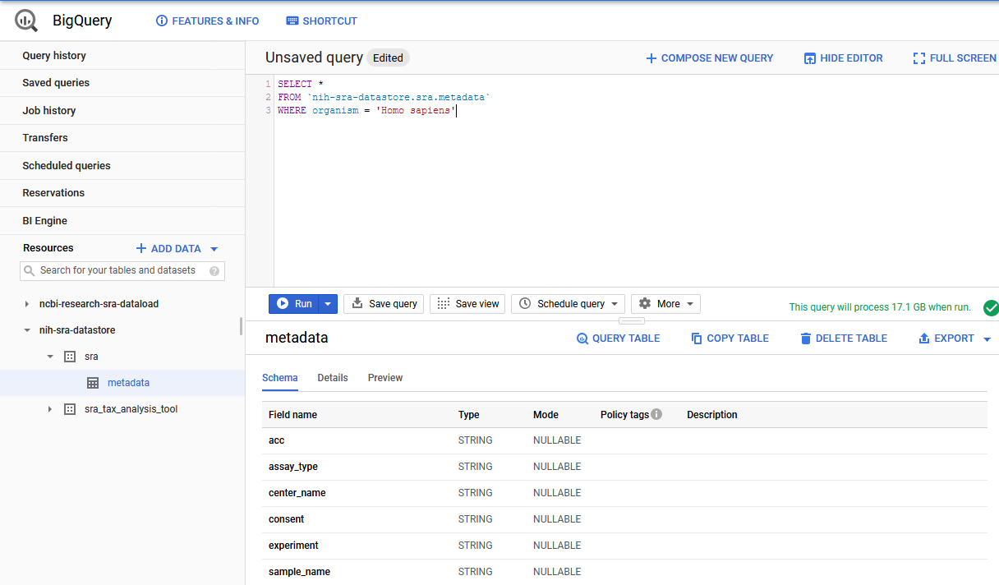 BigQuery
FEATURES & INFO
SHORTCUT
Query history
Saved queries
Job history
Transfers
Scheduled queries
Reservations
BI Engine
Resources
ADD DATA
Search for your tables and datasets
ncbi-research-sra-dataload
nih-sra-datastore
sra
metadata
sra_tax_analysis_tool
Unsaved query Edited
COMPOSE NEW QUERY
HIDE EDITOR
FULL SCREEN
1 SELECT *
2 FROM `nih-sra-datastore.sra.metadata`
3 WHERE organism = 'Homo sapiens'
Run
Save query
Save view
Schedule query
More
This query will process 17.1 GB when run.
metadata
QUERY TABLE
COPY TABLE
DELETE TABLE
EXPORT
Schema Details Preview
Field name Type Mode Policy tags Description
acc STRING NULLABLE
assay_type STRING NULLABLE
center_name STRING NULLABLE
consent STRING NULLABLE
experiment STRING NULLABLE
sample_name STRING NULLABLE